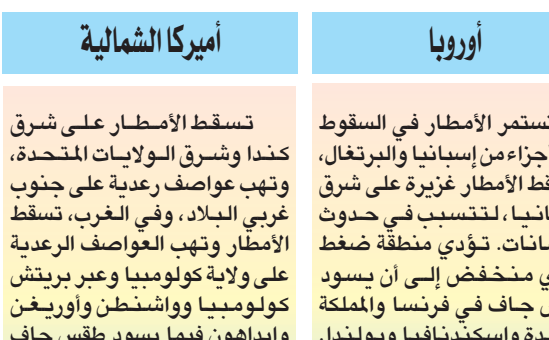 أوروبا
تستمر الأمطار في السقوط
أجزاء من إسبانيا والبرتغال،
الأمطار غزيرة على شرق
لتتسبب في حدوث
تؤدي منطقة ضغط
منخفض إلى أن يسود
جاف في فرنسا والمملكة
واسكندنافيا وبولندا.
أميركا الشمالية
تسقط الأمطار على شرق
كندا وشرق الولايات المتحدة،
وتهب عواصف رعدية على جنوب
غربي البلاد، وفي الغرب، تسقط
الأمطار وتهب العواصف الرعدية
على ولاية كولومبيا وعبر بريتش
كولومبيا وواشنطن وأوريغن
وايداهون فيما يسود طقس جاف